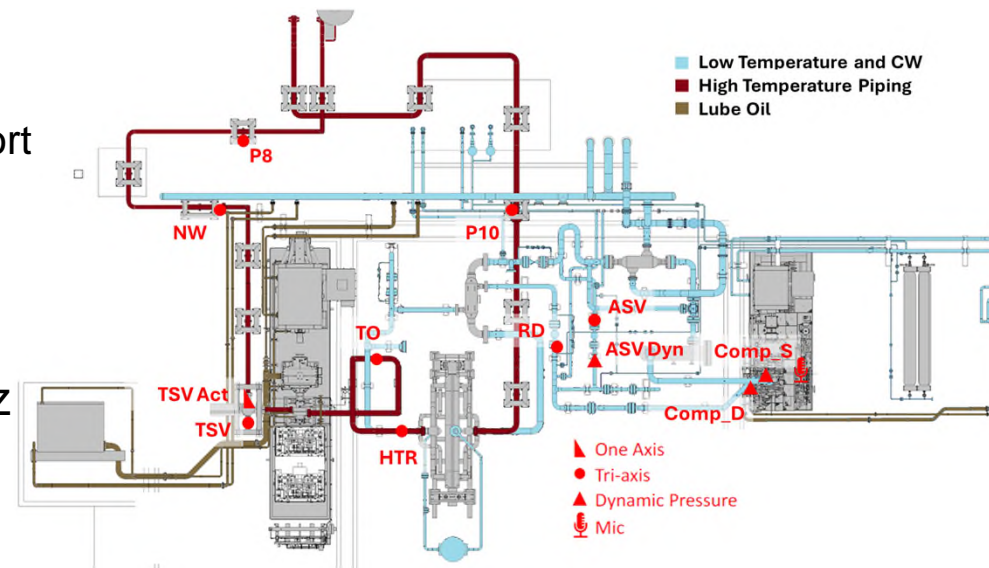 Low Temperature and CW
High Temperature Piping
Lube Oil
ort
P8
NW
P10
ASV
TO
RD
ASV Dyn
Comp_S
TSV Act
Comp_D
z
TSV
HTR
One Axis
Tri-axis
Dynamic Pressure
Mic